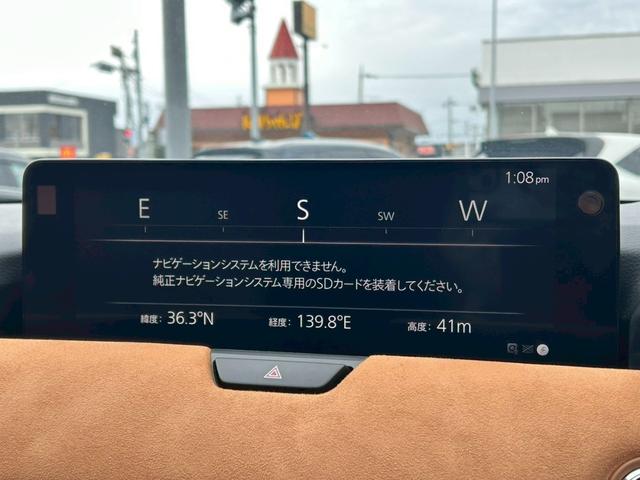 1:08pm
E SE S SW W
ナビゲーションシステムを利用できません。
純正ナビゲーションシステム専用のSDカードを装着してください。
緯度: 36.3°N 経度: 139.8°E 高度: 41m